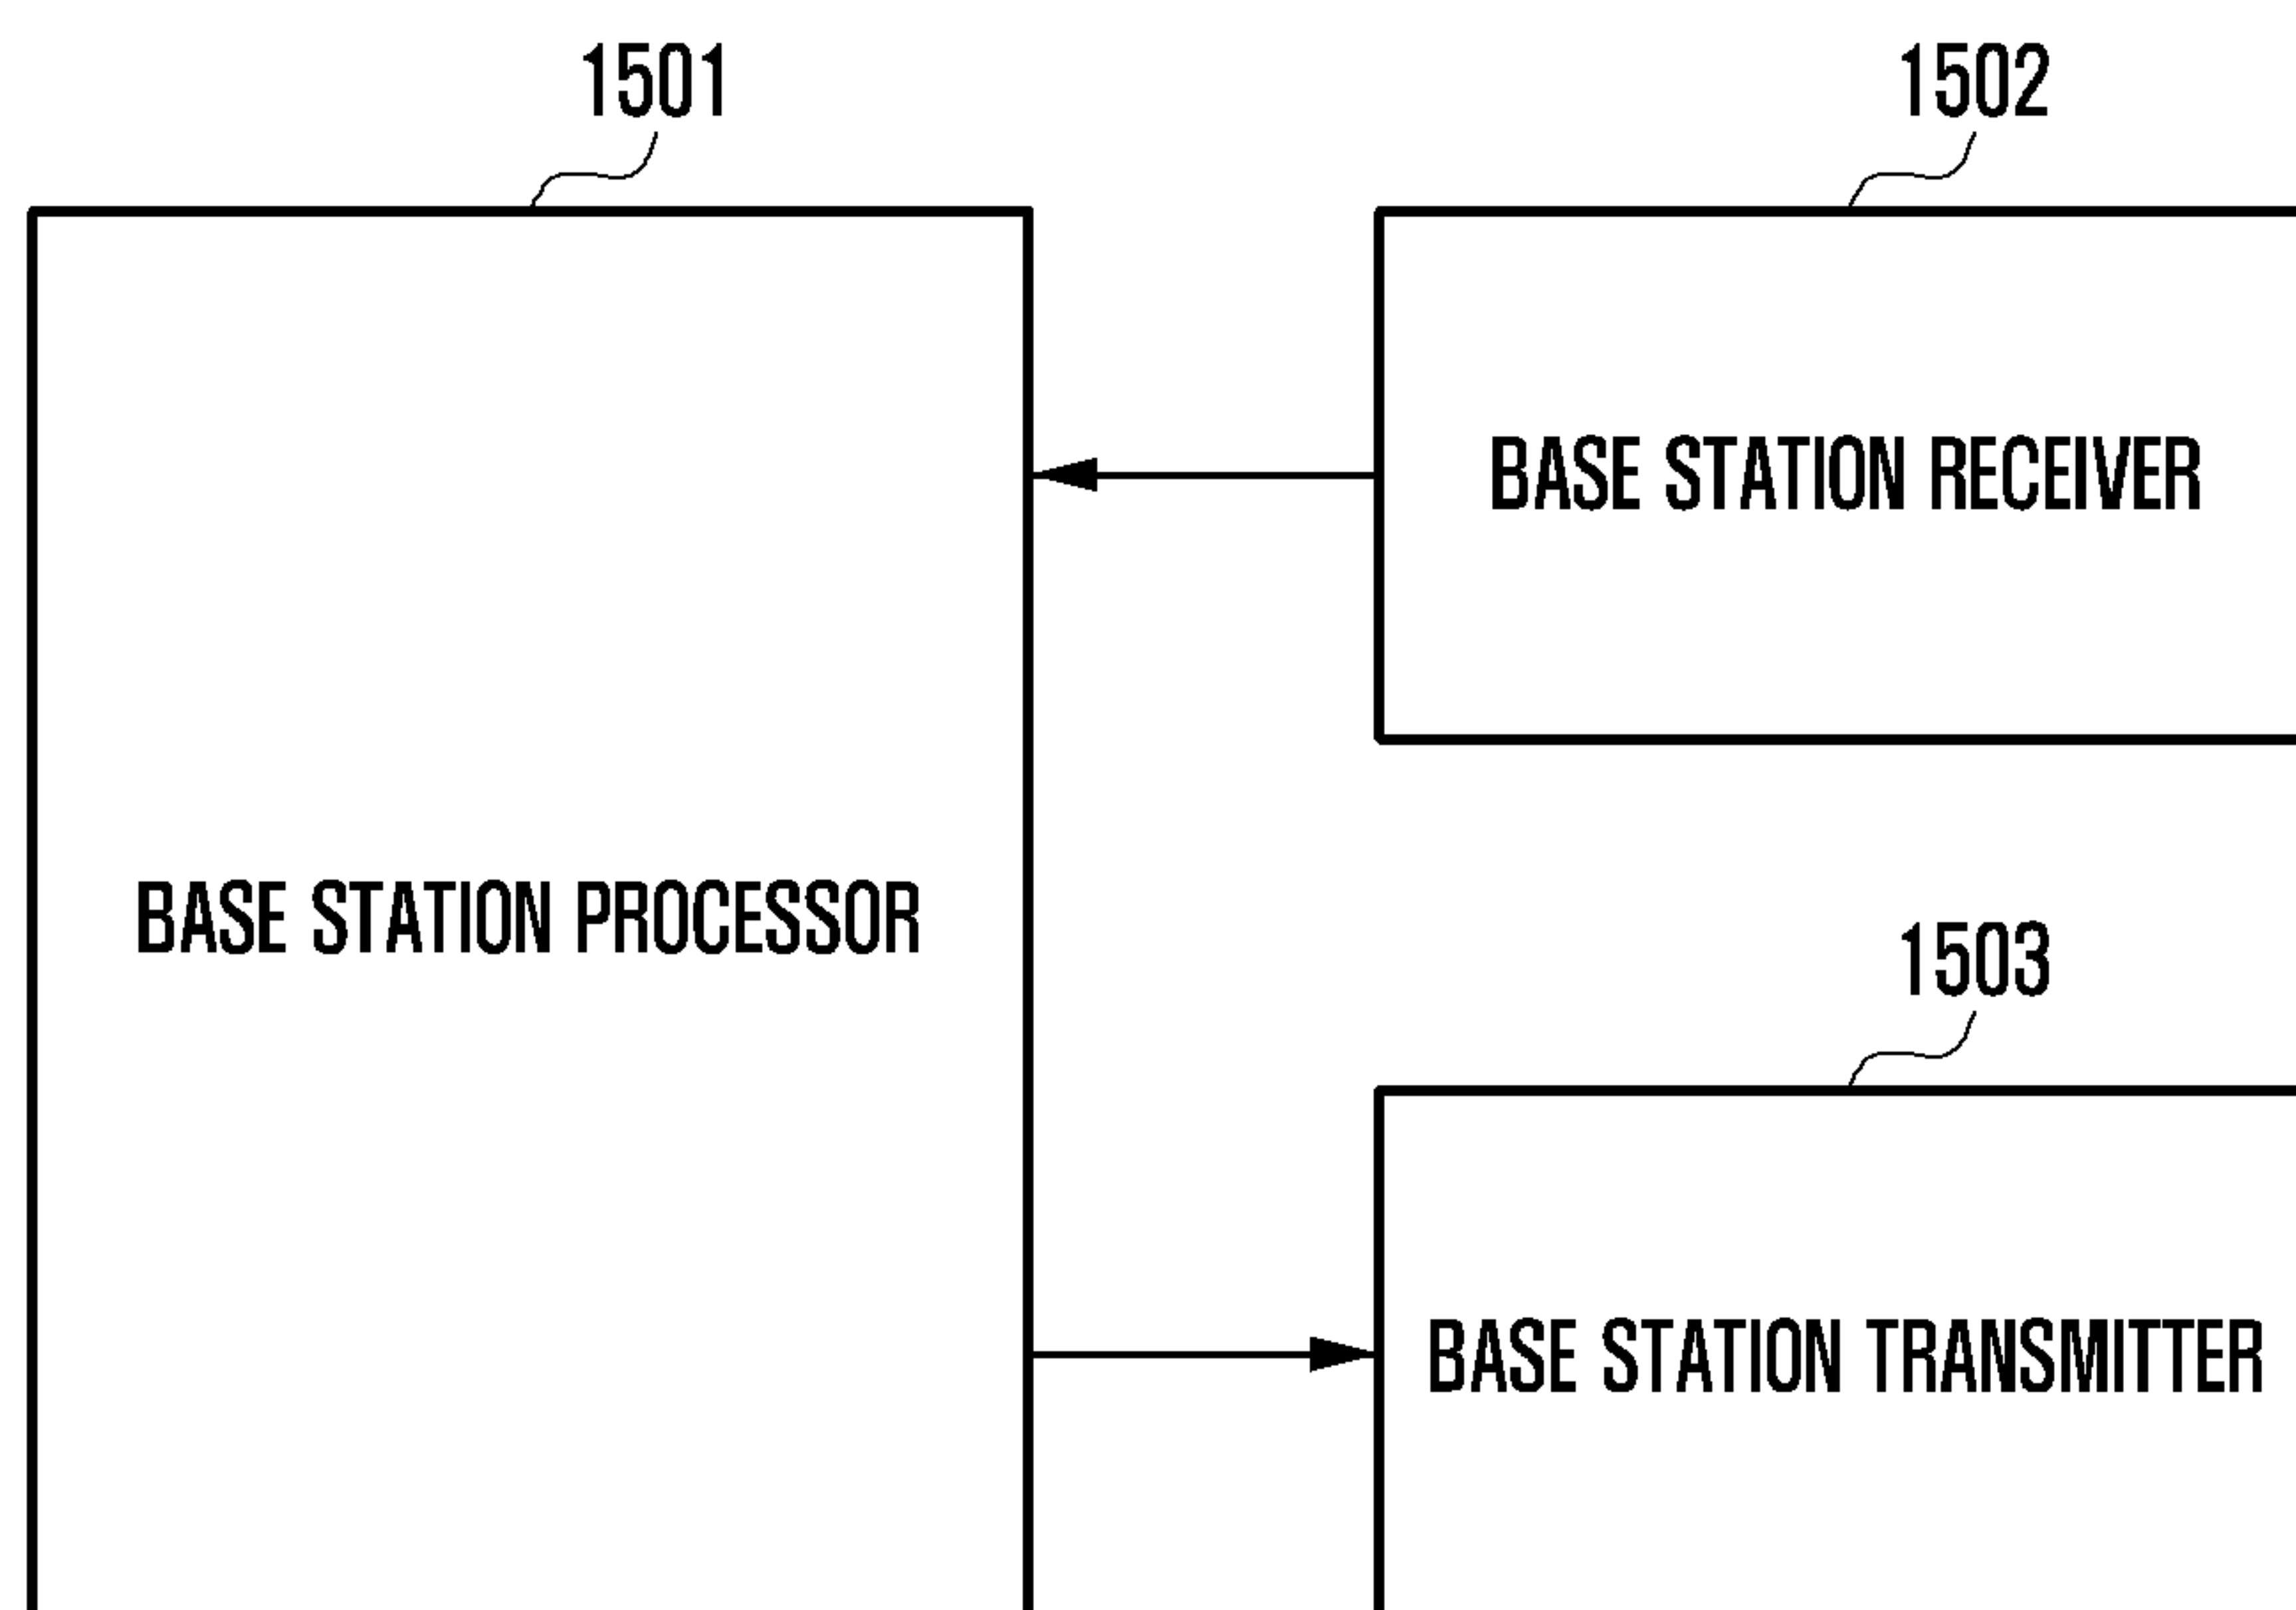 1501
1502
BASE STATION RECEIVER
BASE STATION PROCESSOR
1503
BASE STATION TRANSMITTER